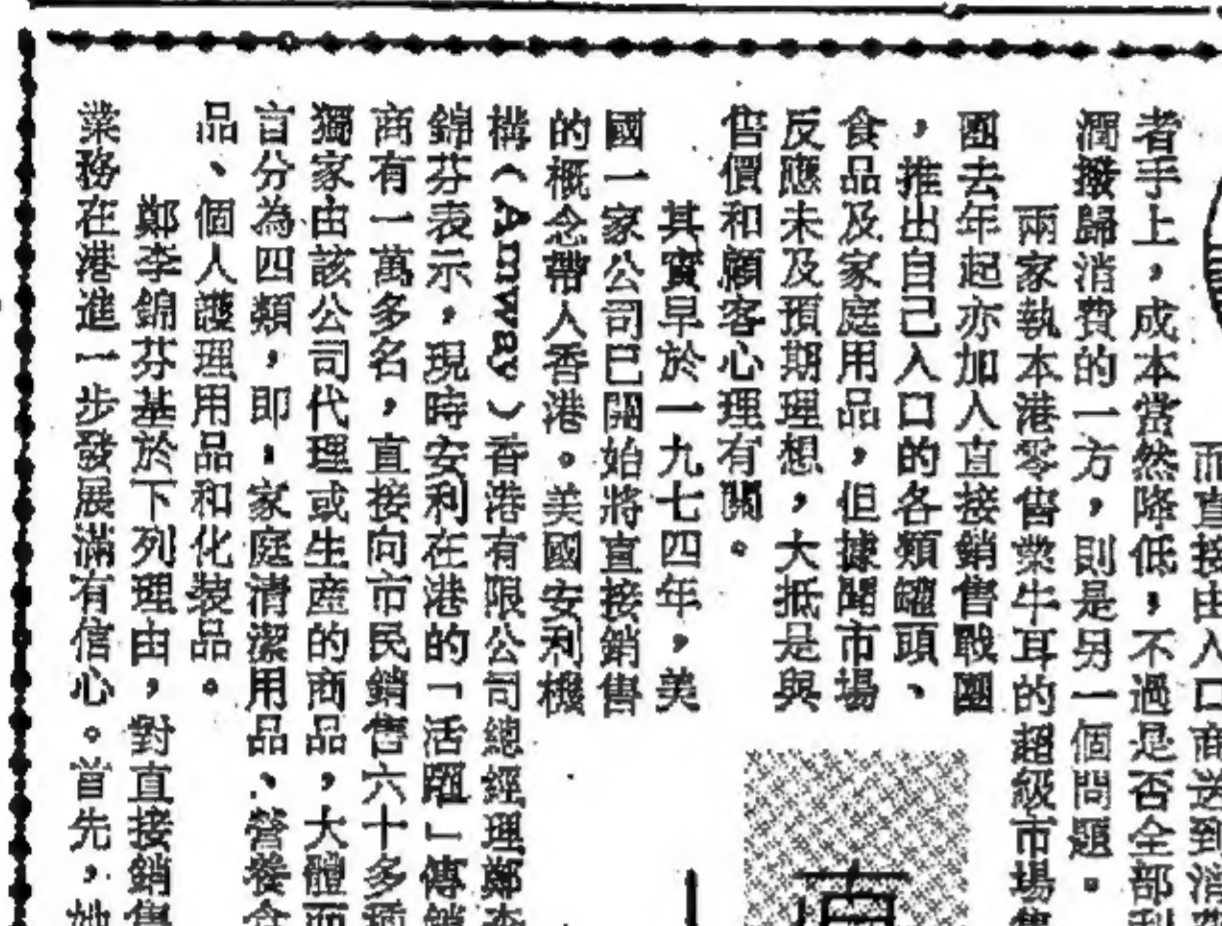 而直接由入口商送到消費
者手上，成本當然降低，不過是否全部利
潤撥歸消費的一方，則是另一個問題。
兩家執本港零售業牛耳的超級市場集
團去年起亦加入直接銷售戰團
，推出自己入口的各類罐頭、
食品及家庭用品，但據聞市場
反應未及預期理想，大抵是與
售價和顧客心理有關。
其實早於一九七四年，美
國一家公司已開始將直接銷售
的概念帶入香港。美國安利機
構（Amway）香港有限公司總經理鄭李
錦芬表示，現時安利在港的「活躍」傳銷
商有一萬多名，直接向市民銷售六十多種
獨家由該公司代理或生産的商品，大體而
言分為四類，即：家庭清潔用品、營養食
品、個人護理用品和化裝品。
鄭李錦芬基於下列理由，對直接銷售
業務在港進一步發展滿有信心。首先，她
直